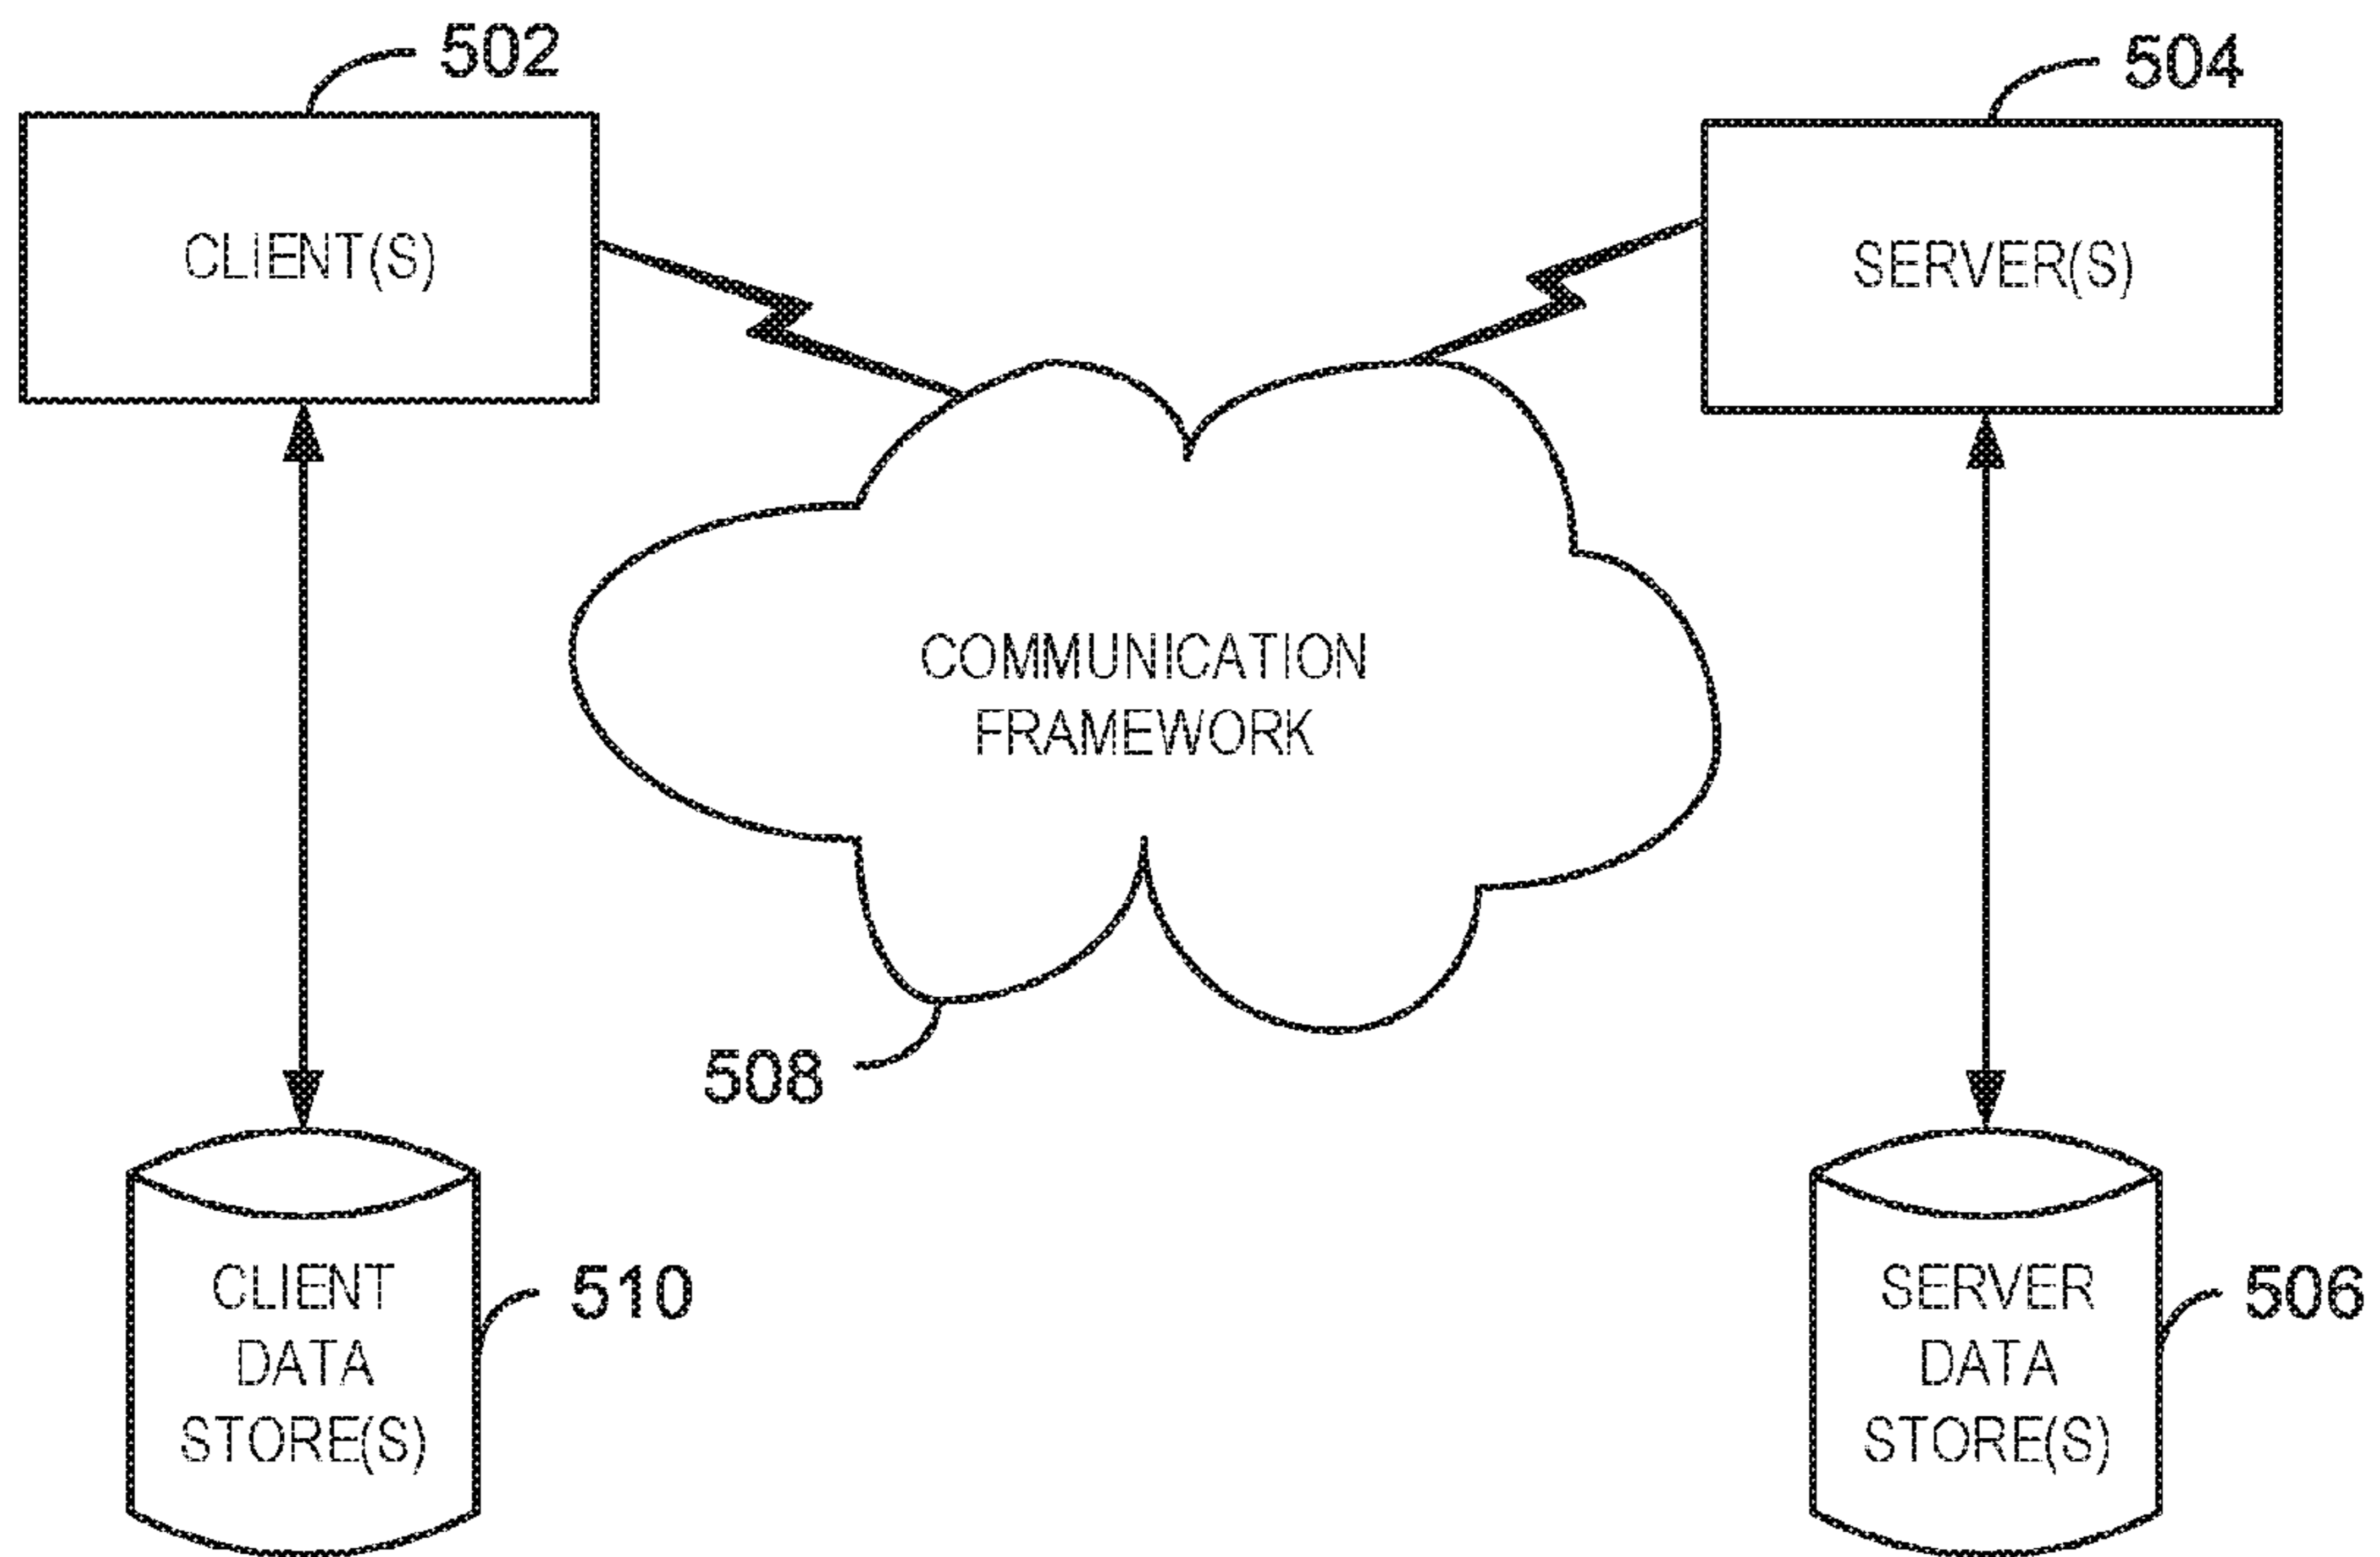 502
504
CLIENT(S)
SERVER(S)
COMMUNICATION
FRAMEWORK
508
CLIENT
DATA
STORE(S)
510
SERVER
DATA
STORE(S)
506